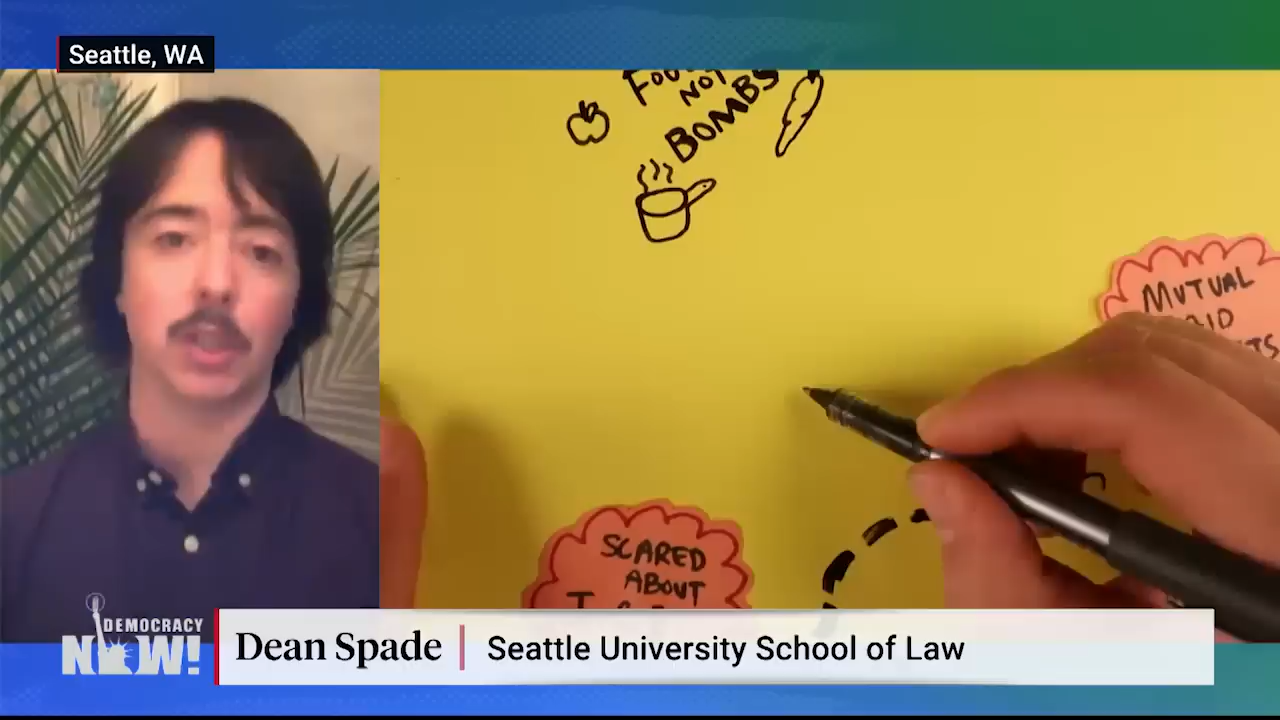 Seattle, WA
NOT
BOMBS
MUTUAL
SCARED
ABOUT
DEMOCRACY
NOW!
Dean Spade
Seattle University School of Law